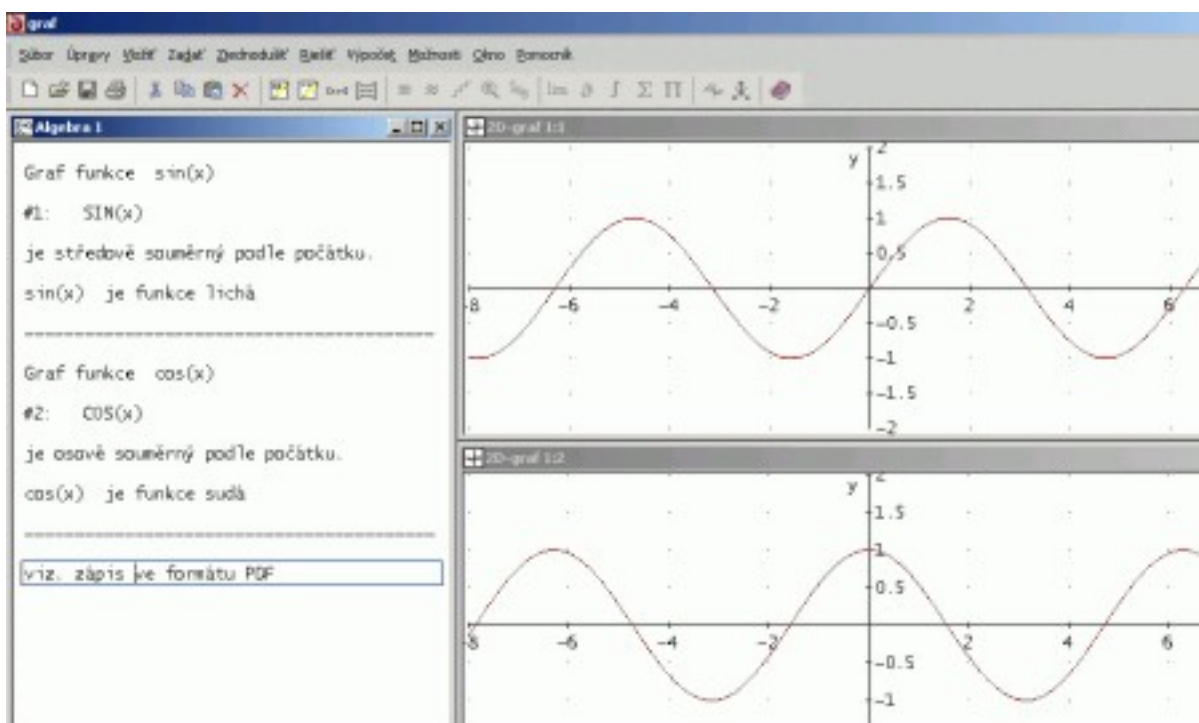 graf
Súbor Úpravy Vložiť Zadať Zjednodušiť Riešiť Výpočet Možnosti Okno Pomocník
lim ∂ ∫ Σ Π
Algebra 1
Graf funkce sin(x)
#1: SIN(x)
je středově souměrný podle počátku.
sin(x) je funkce lichá
Graf funkce cos(x)
#2: COS(x)
je osově souměrný podle počátku.
cos(x) je funkce sudá
viz. zápis ve formátu PDF
2D-graf 1:1
y
2
1.5
1
0.5
-8 -6 -4 -2 2 4 6
-0.5
-1
-1.5
-2
2D-graf 1:2
y
2
1.5
1
0.5
-8 -6 -4 -2 2 4 6
-0.5
-1